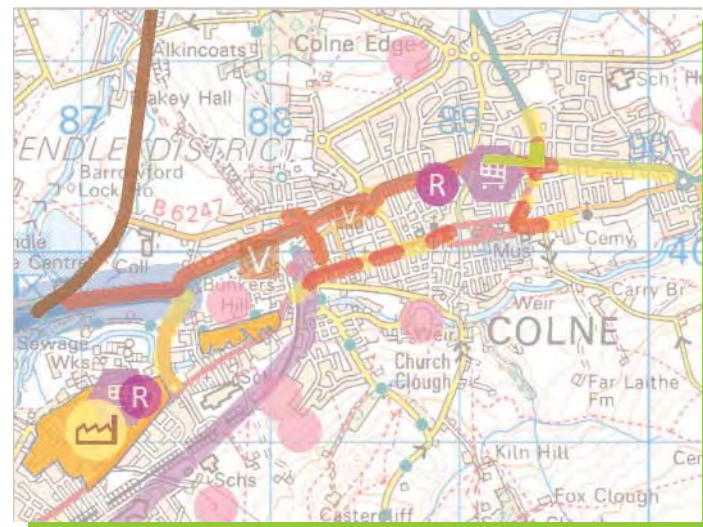 Alkincoats
Colne Edge
Sch
Blakey Hall
87
88
89
90
PENDLE DISTRICT
Barrowford
Lock Ho
R
B 6247
V
Coll
V
Mus
Cemy
40
Bunkers
Hill
Weir
Carry Br
Sewage
Wks
Weir
COLNE
Church
Clough
Far Laithe
Fm
R
Schs
Kiln Hill
Fox Clough
Castercliff